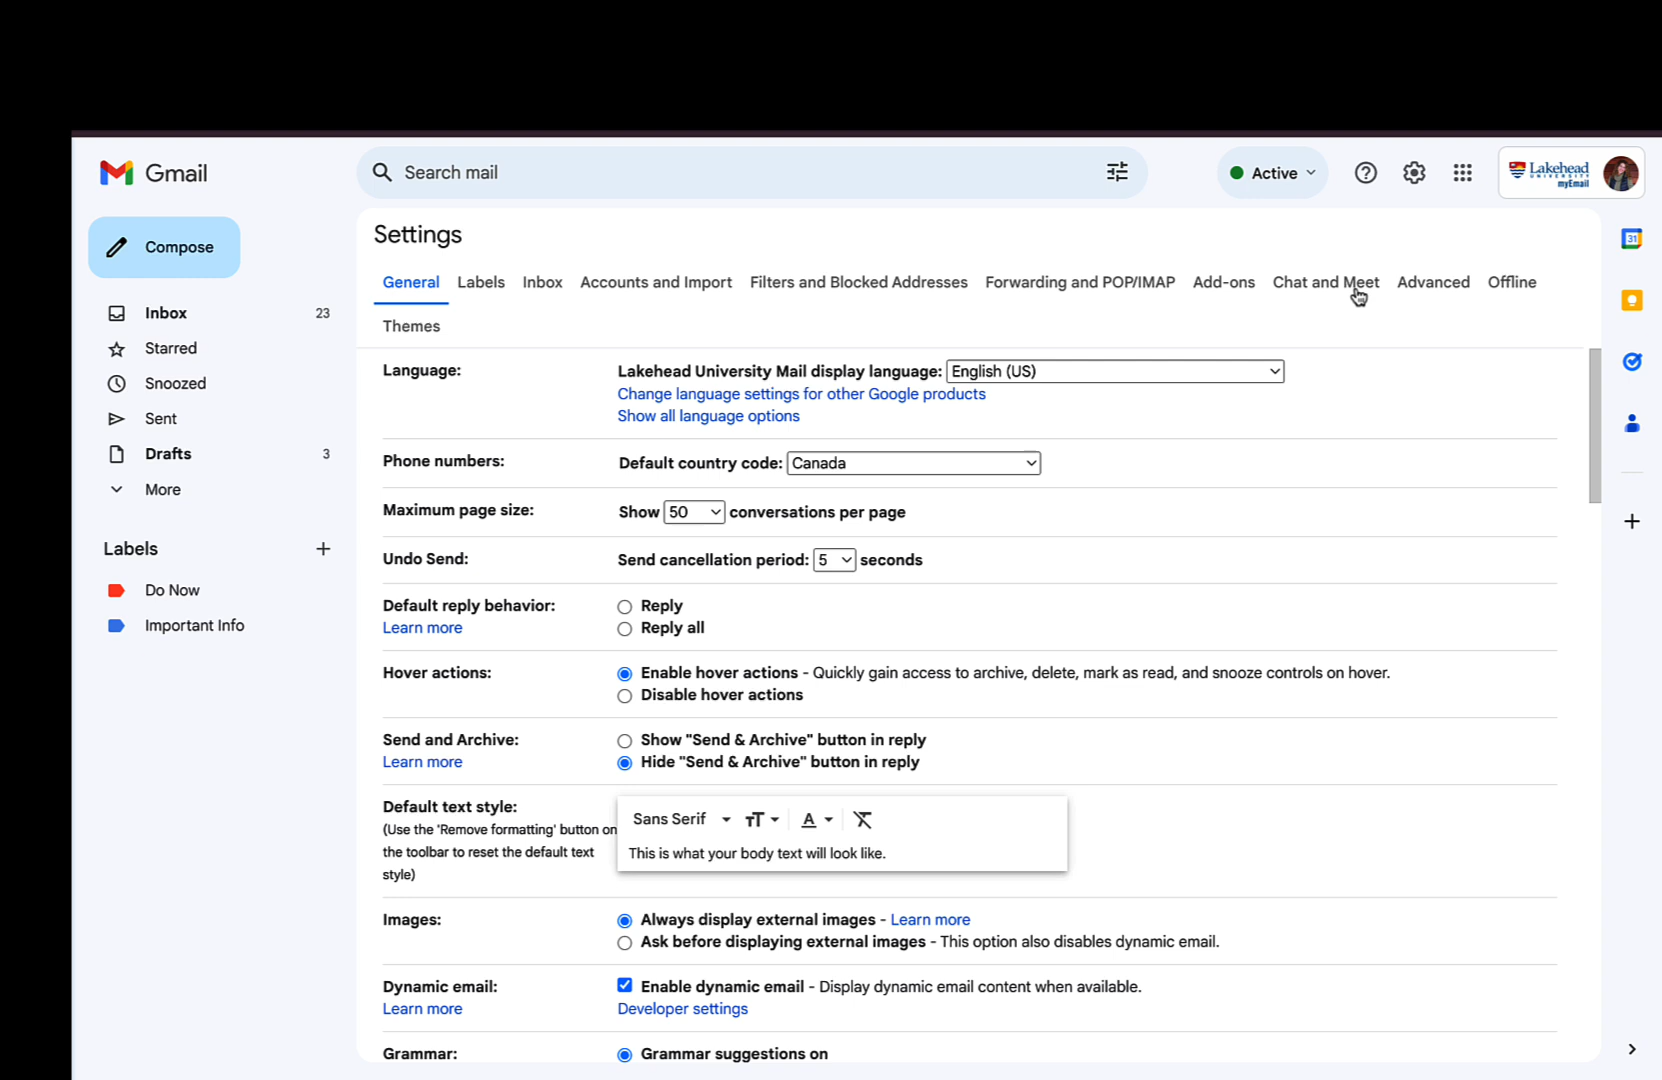 Gmail
Search mail
Active
Lakehead
UNIVERSITY
myEmail
Compose
Inbox 23
Starred
Snoozed
Sent
Drafts 3
More
Labels
Do Now
Important Info
Settings
General Labels Inbox Accounts and Import Filters and Blocked Addresses Forwarding and POP/IMAP Add-ons Chat and Meet Advanced Offline
Themes
Language: Lakehead University Mail display language: English (US)
Change language settings for other Google products
Show all language options
Phone numbers: Default country code: Canada
Maximum page size: Show 50 conversations per page
Undo Send: Send cancellation period: 5 seconds
Default reply behavior: Reply
Learn more Reply all
Hover actions: Enable hover actions - Quickly gain access to archive, delete, mark as read, and snooze controls on hover.
Disable hover actions
Send and Archive: Show "Send & Archive" button in reply
Learn more Hide "Send & Archive" button in reply
Default text style:
(Use the 'Remove formatting' button on
the toolbar to reset the default text
style)
Sans Serif
This is what your body text will look like.
Images: Always display external images - Learn more
Ask before displaying external images - This option also disables dynamic email.
Dynamic email: Enable dynamic email - Display dynamic email content when available.
Learn more Developer settings
Grammar: Grammar suggestions on
31